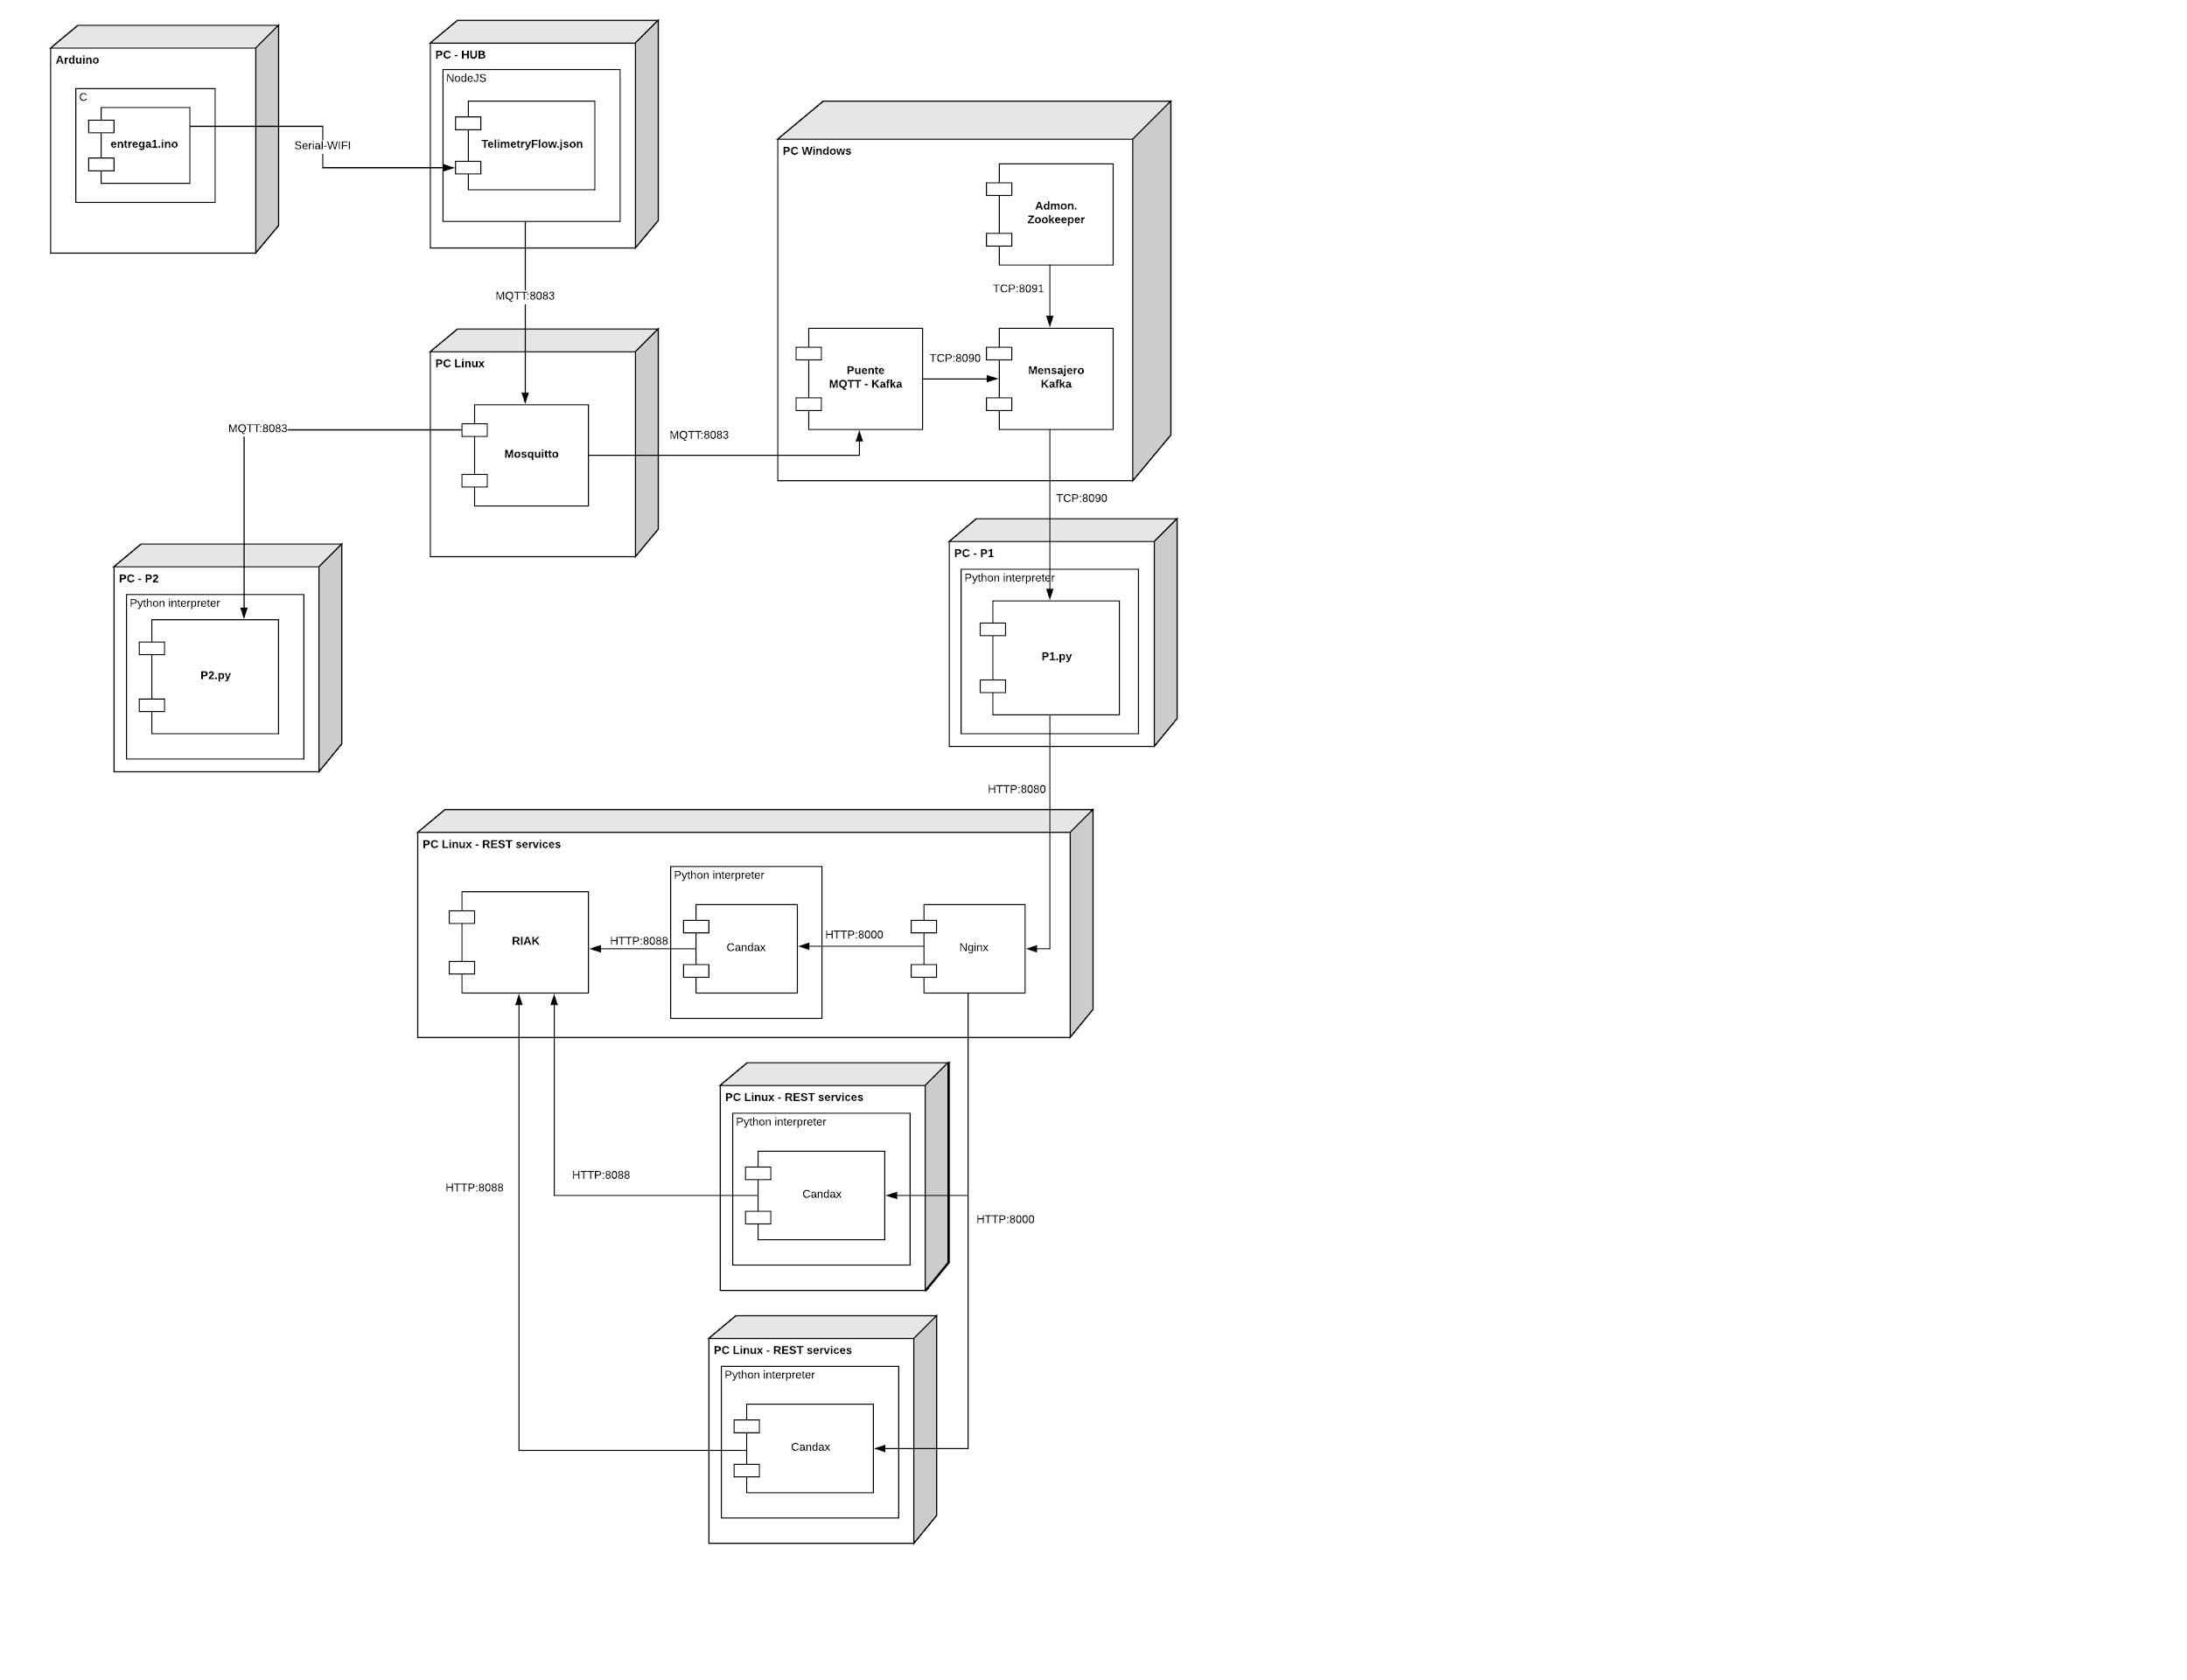 Arduino
C
entrega1.ino
Serial-WIFI
PC - HUB
NodeJS
TelimetryFlow.json
MQTT:8083
PC Windows
Admon.
Zookeeper
TCP:8091
Puente
MQTT - Kafka
TCP:8090
Mensajero
Kafka
PC Linux
Mosquitto
MQTT:8083
MQTT:8083
TCP:8090
PC - P2
Python interpreter
P2.py
PC - P1
Python interpreter
P1.py
HTTP:8080
PC Linux - REST services
RIAK
HTTP:8088
Python interpreter
Candax
HTTP:8000
Nginx
PC Linux - REST services
Python interpreter
Candax
HTTP:8088
HTTP:8088
HTTP:8000
PC Linux - REST services
Python interpreter
Candax